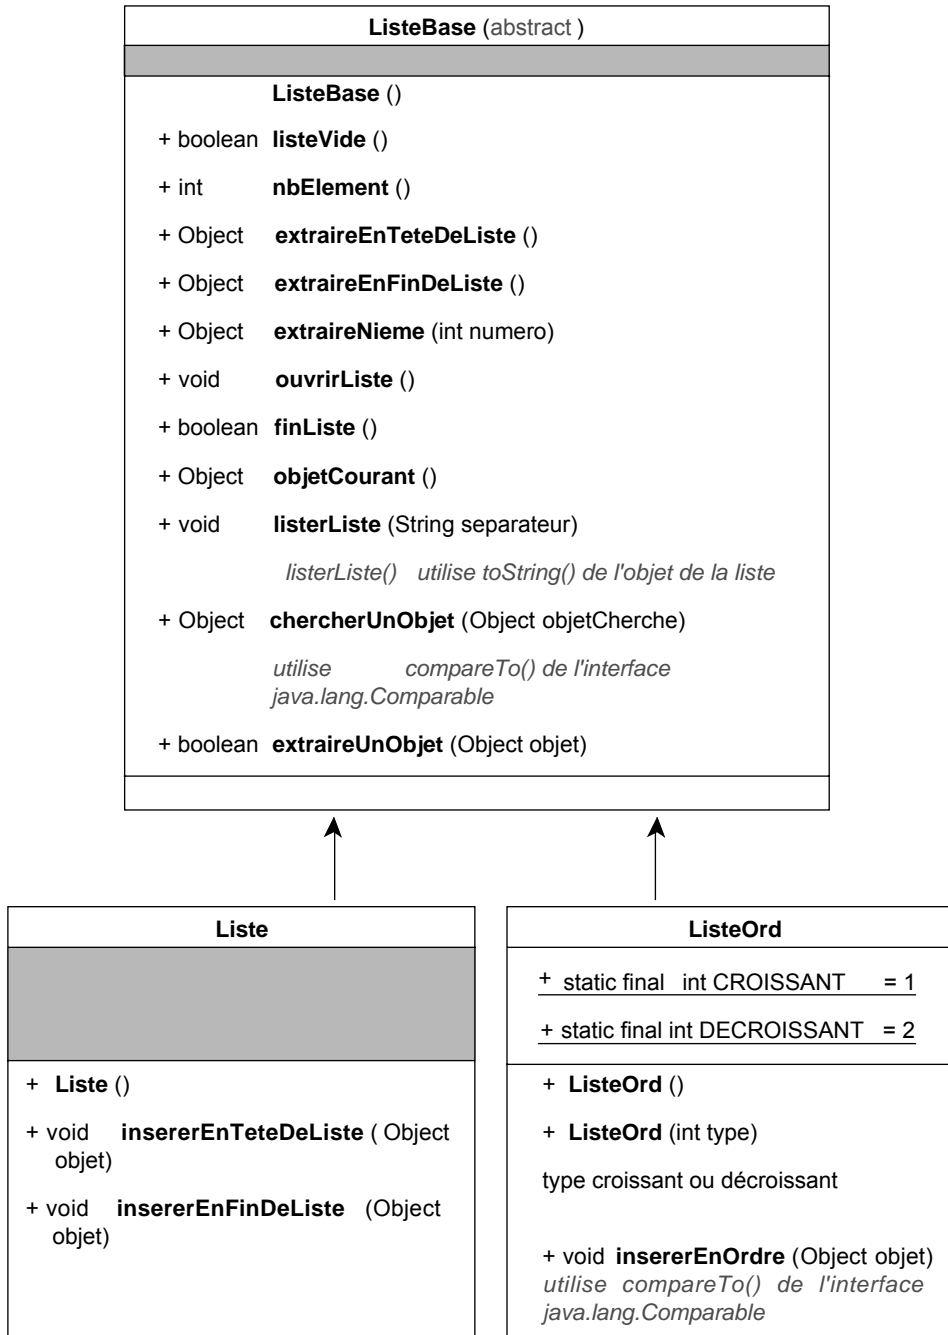 ListeBase (abstract )
ListeBase ()
+ boolean listeVide ()
+ int nbElement ()
+ Object extraireEnTeteDeListe ()
+ Object extraireEnFinDeListe ()
+ Object extraireNieme (int numero)
+ void ouvrirListe ()
+ boolean finListe ()
+ Object objetCourant ()
+ void listerListe (String separateur)
listerListe() utilise toString() de l'objet de la liste
+ Object chercherUnObjet (Object objetCherche)
utilise compareTo() de l'interface
java.lang.Comparable
+ boolean extraireUnObjet (Object objet)
Liste
+ Liste ()
+ void insererEnTeteDeListe ( Object
objet)
+ void insererEnFinDeListe (Object
objet)
ListeOrd
+ static final int CROISSANT = 1
+ static final int DECROISSANT = 2
+ ListeOrd ()
+ ListeOrd (int type)
type croissant ou décroissant
+ void insererEnOrdre (Object objet)
utilise compareTo() de l'interface
java.lang.Comparable